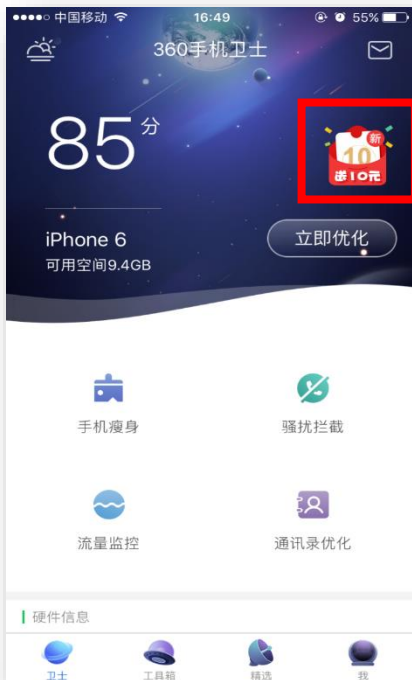 中国移动 16:49 55%
360手机卫士
85分
新
10
送10元
iPhone 6
立即优化
可用空间9.4GB
手机瘦身
骚扰拦截
流量监控
通讯录优化
硬件信息
卫士
工具箱
精选
我